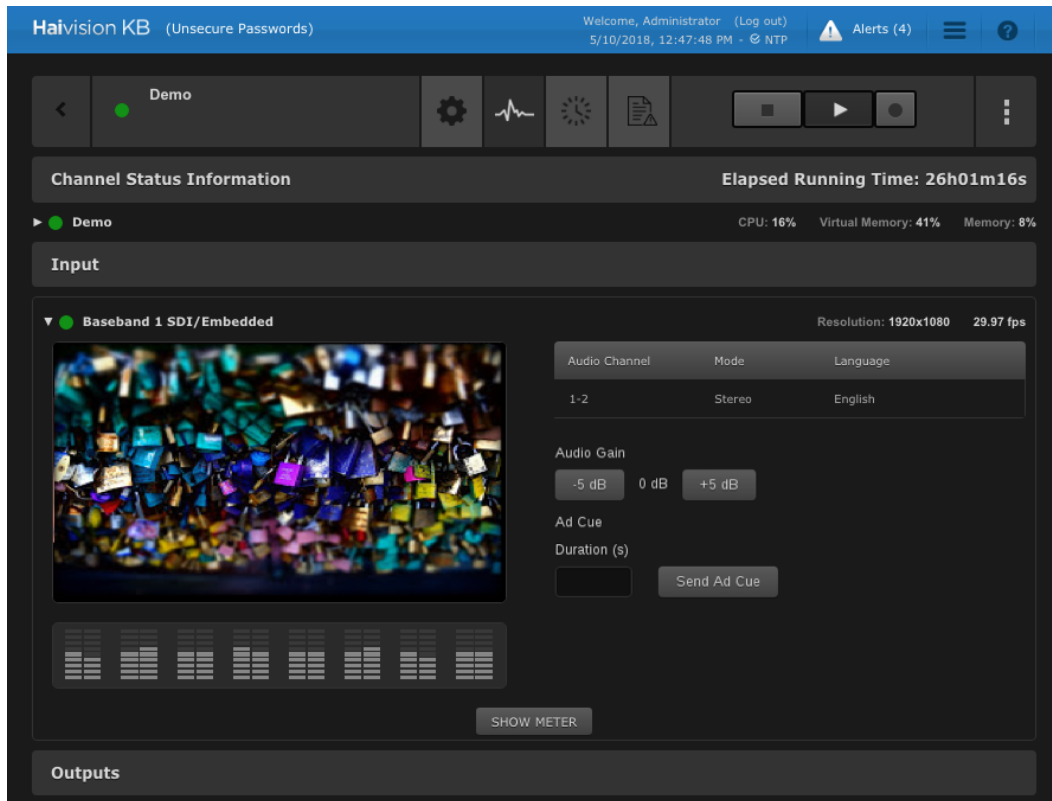 Haivision KB (Unsecure Passwords)
Welcome, Administrator (Log out)
5/10/2018, 12:47:48 PM - NTP
Alerts (4)
Demo
Channel Status Information Elapsed Running Time: 26h01m16s
Demo CPU: 16% Virtual Memory: 41% Memory: 8%
Input
Baseband 1 SDI/Embedded Resolution: 1920x1080 29.97 fps
Audio Channel Mode Language
1-2 Stereo English
Audio Gain
-5 dB 0 dB +5 dB
Ad Cue
Duration (s)
Send Ad Cue
SHOW METER
Outputs